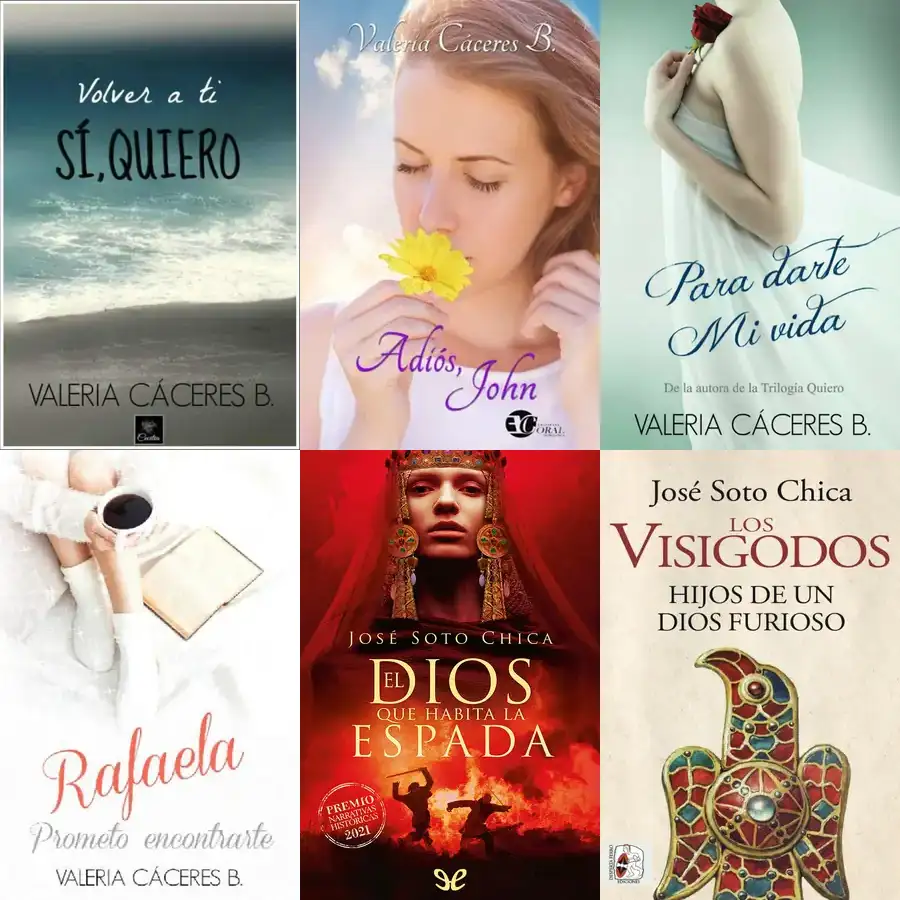 Volver a ti
SÍ, QUIERO
VALERIA CÁCERES B.
Valeria Cáceres B.
Adiós,
John
Para darte
Mi vida
De la autora de la Trilogía Quiero
VALERIA CÁCERES B.
Rafaela
Prometo encontrarte
VALERIA CÁCERES B.
JOSÉ SOTO CHICA
EL DIOS
QUE HABITA LA
ESPADA
PREMIO
NARRATIVAS
HISTÓRICAS
2021
José Soto Chica
LOS
VISIGODOS
HIJOS DE UN
DIOS FURIOSO